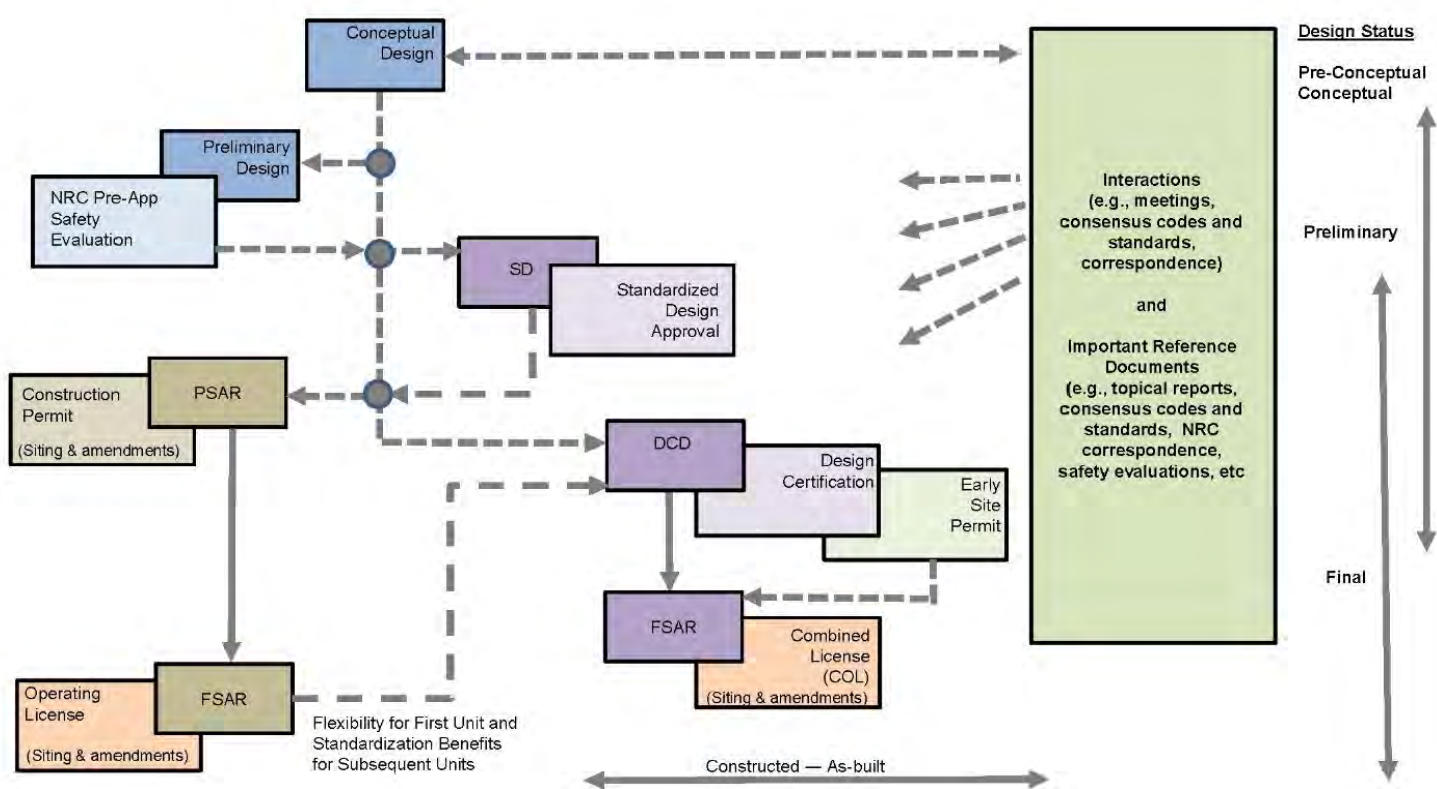 Conceptual
Design
Preliminary
Design
NRC Pre-App
Safety
Evaluation
SD
Standardized
Design
Approval
Construction
Permit
(Siting & amendments)
PSAR
DCD
Design
Certification
Early
Site
Permit
FSAR
Combined
License
(COL)
(Siting & amendments)
Operating
License
(Siting & amendments)
FSAR
Flexibility for First Unit and
Standardization Benefits
for Subsequent Units
Constructed — As-built
Interactions
(e.g., meetings,
consensus codes and
standards,
correspondence)
and
Important Reference
Documents
(e.g., topical reports,
consensus codes and
standards, NRC
correspondence,
safety evaluations, etc
Design Status
Pre-Conceptual
Conceptual
Preliminary
Final